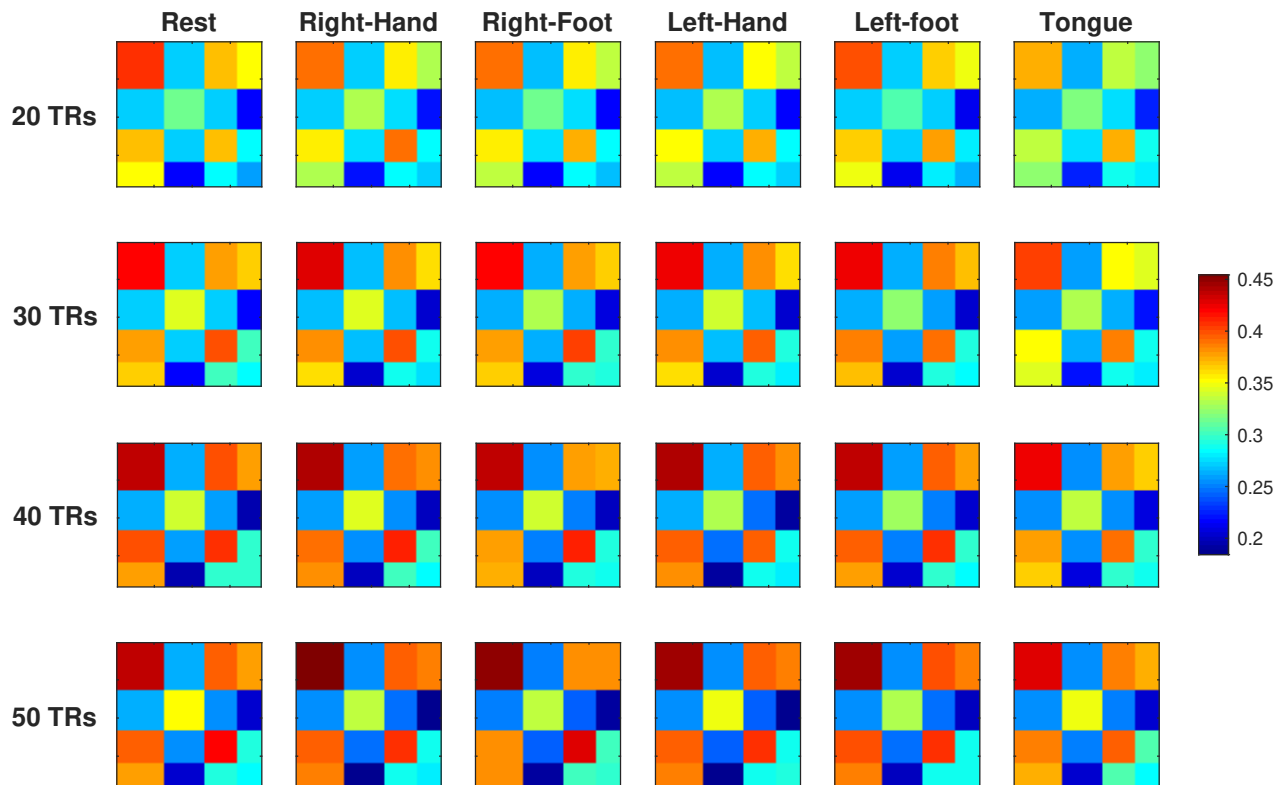 Rest Right-Hand Right-Foot Left-Hand Left-foot Tongue
20 TRs
30 TRs
40 TRs
50 TRs
0.45
0.4
0.35
0.3
0.25
0.2